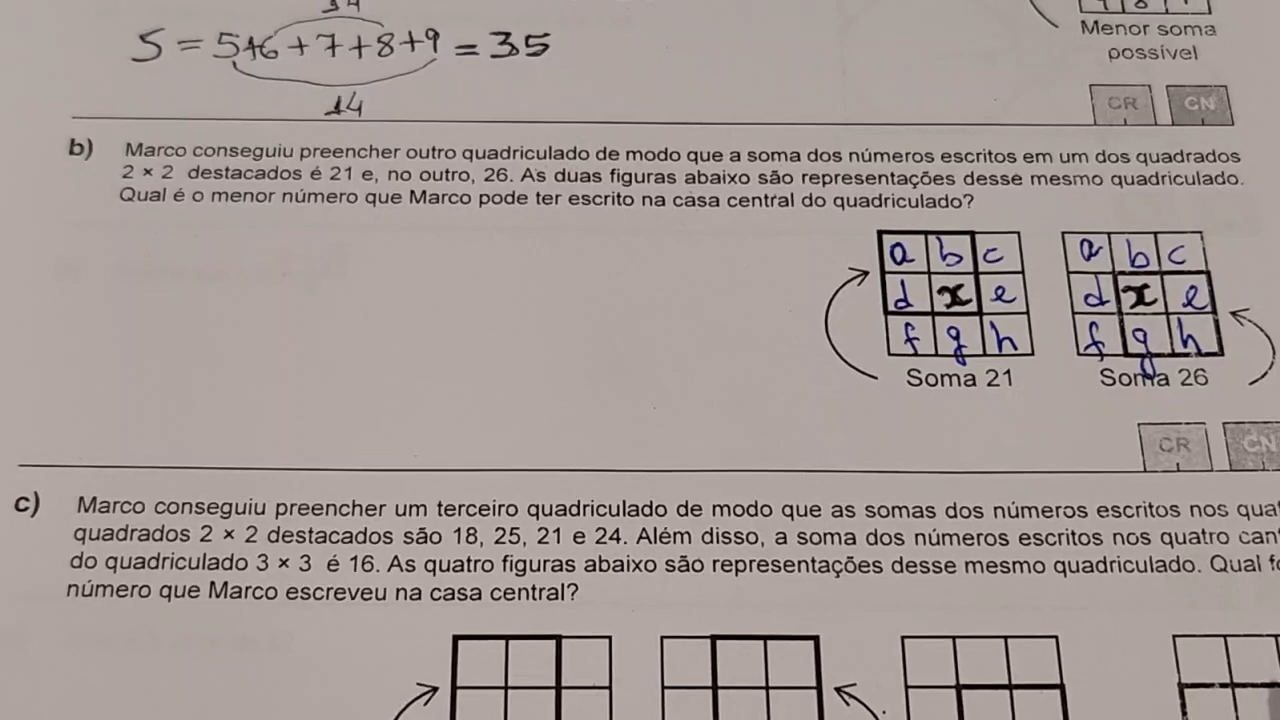 14
S = 5+6+7+8+9 = 35
14
Menor soma
possível
CR CN
b) Marco conseguiu preencher outro quadriculado de modo que a soma dos números escritos em um dos quadrados
2 × 2 destacados é 21 e, no outro, 26. As duas figuras abaixo são representações desse mesmo quadriculado.
Qual é o menor número que Marco pode ter escrito na casa central do quadriculado?
a b c
d x e
f g h
Soma 21
a b c
d x e
f g h
Soma 26
CR CN
c) Marco conseguiu preencher um terceiro quadriculado de modo que as somas dos números escritos nos
quadrados 2 × 2 destacados são 18, 25, 21 e 24. Além disso, a soma dos números escritos nos quatro
do quadriculado 3 × 3 é 16. As quatro figuras abaixo são representações desse mesmo quadriculado. Qual
número que Marco escreveu na casa central?